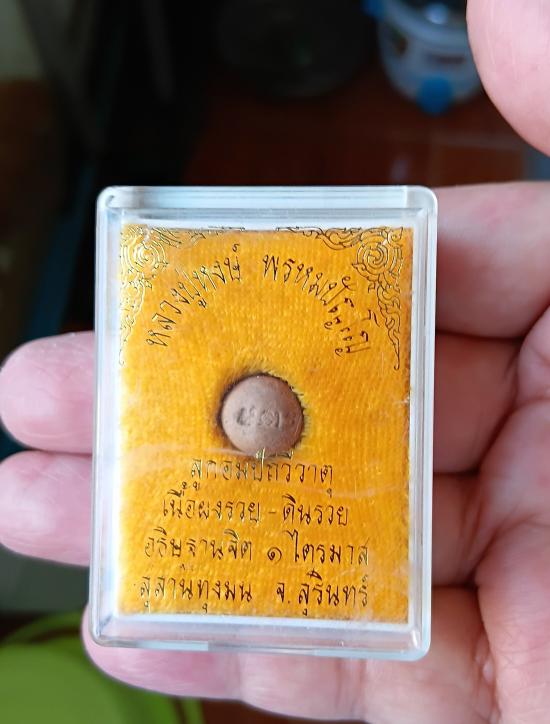 หลวงปู่หงษ์ พรหมปัญโญ
ลูกอมปัถวีธาตุ
เนื้อผงรวย - ดินรวย
อธิษฐานจิต ๑ ไตรมาส
สุสานทุ่งมน จ.สุรินทร์